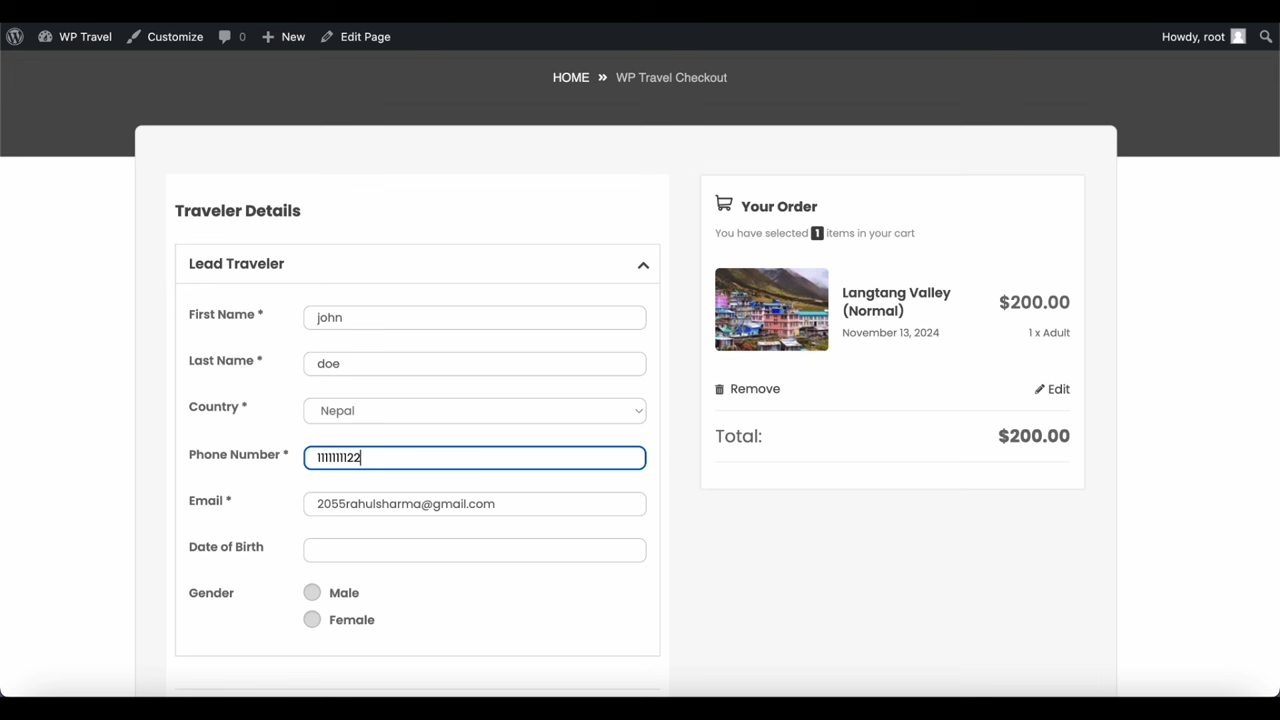 WP Travel Customize 0 New Edit Page Howdy, root
HOME » WP Travel Checkout
Traveler Details
Lead Traveler
First Name * john
Last Name * doe
Country * Nepal
Phone Number * 1111111122
Email * 2055rahulsharma@gmail.com
Date of Birth
Gender Male
Female
Your Order
You have selected 1 items in your cart
Langtang Valley $200.00
(Normal)
November 13, 2024 1 x Adult
Remove Edit
Total: $200.00